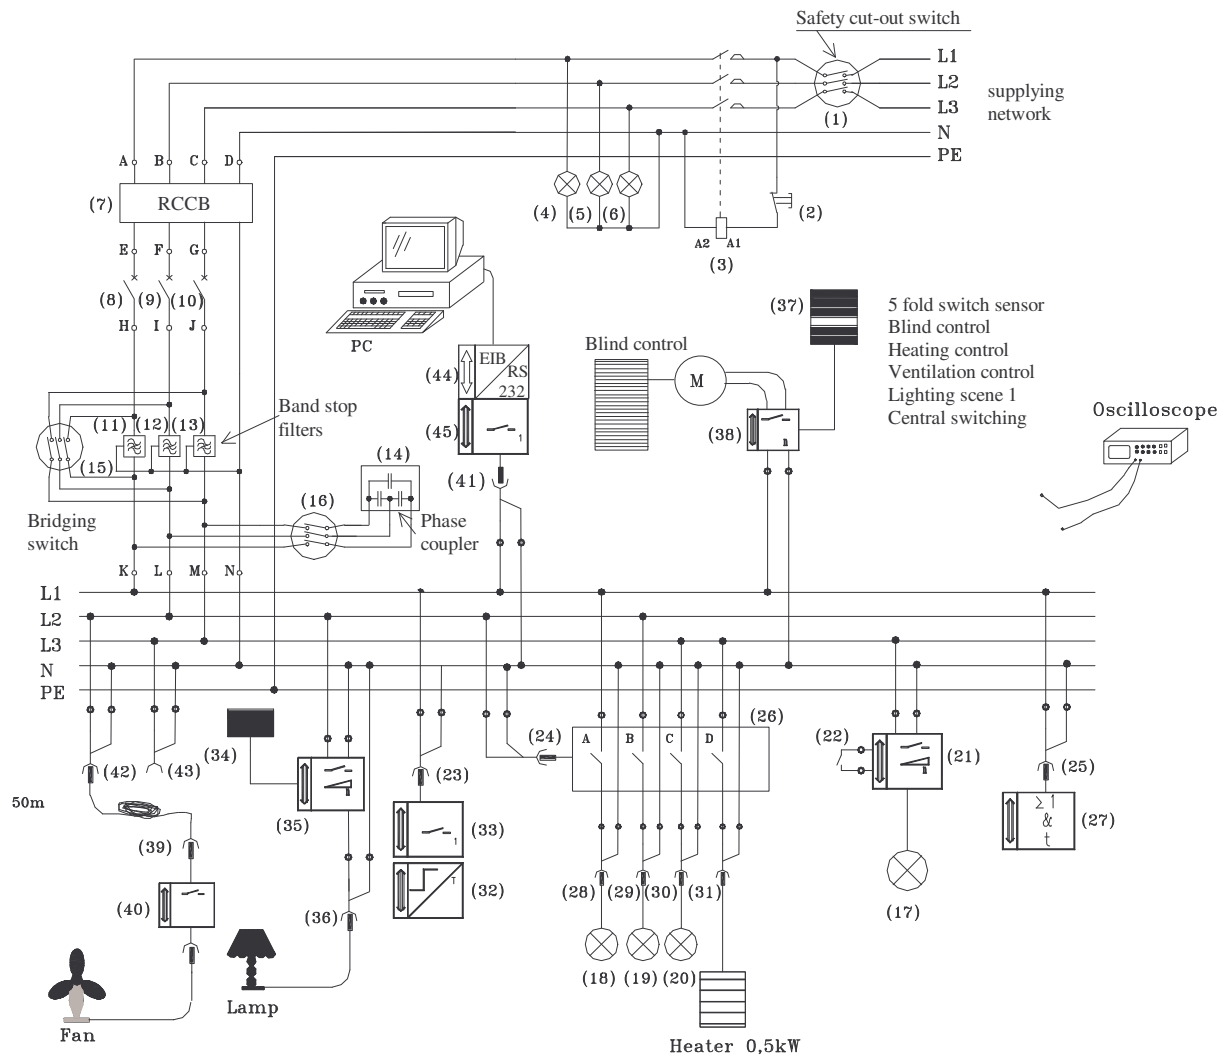 Safety cut-out switch
L1
L2
L3
N
PE
supplying
network
(1)
A B C D
(7) RCCB
(4) (5) (6)
A2 A1
(3)
(2)
E F G
(8) (9) (10)
H I J
PC
EIB
RS
232
(44)
(45)
1
(41)
Blind control
M
(37)
(38)
n
5 fold switch sensor
Blind control
Heating control
Ventilation control
Lighting scene 1
Central switching
Oscilloscope
(11) (12) (13)
Band stop
filters
(15)
Bridging
switch
(14)
(16)
Phase
coupler
K L M N
L1
L2
L3
N
PE
(34)
(42)
(43)
50m
(39)
(40)
Fan
(35)
n
(36)
Lamp
(23)
(33)
1
(32)
T
(24)
(26)
A B C D
(28) (29) (30) (31)
(18) (19) (20)
Heater 0,5kW
(22)
(21)
n
(17)
(25)
(27)
≥1
&
t